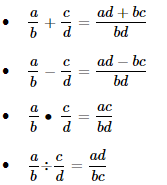 • a/b + c/d = (ad + bc)/bd
• a/b − c/d = (ad − bc)/bd
• a/b • c/d = ac/bd
• a/b ÷ c/d = ad/bc